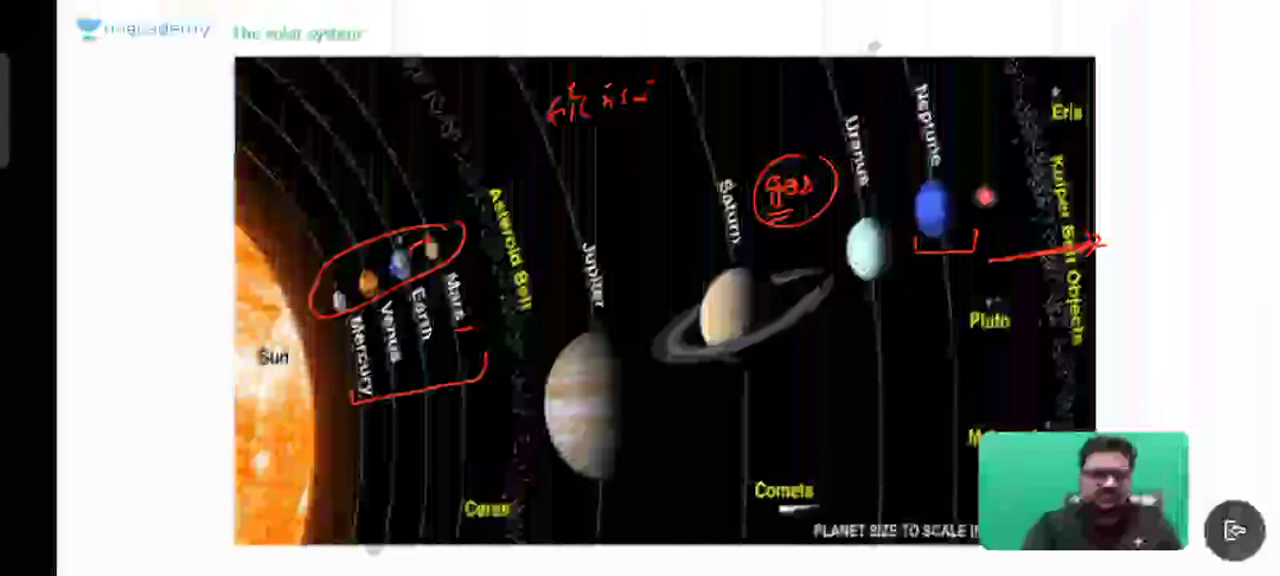 unacademy
The solar system
Eris
Neptune
Uranus
gas
Kuiper Belt Objects
Saturn
Asteroid Belt
Jupiter
Mars
Earth
Venus
Mercury
Pluto
Sun
Comets
Ceres
PLANET SIZE TO SCALE